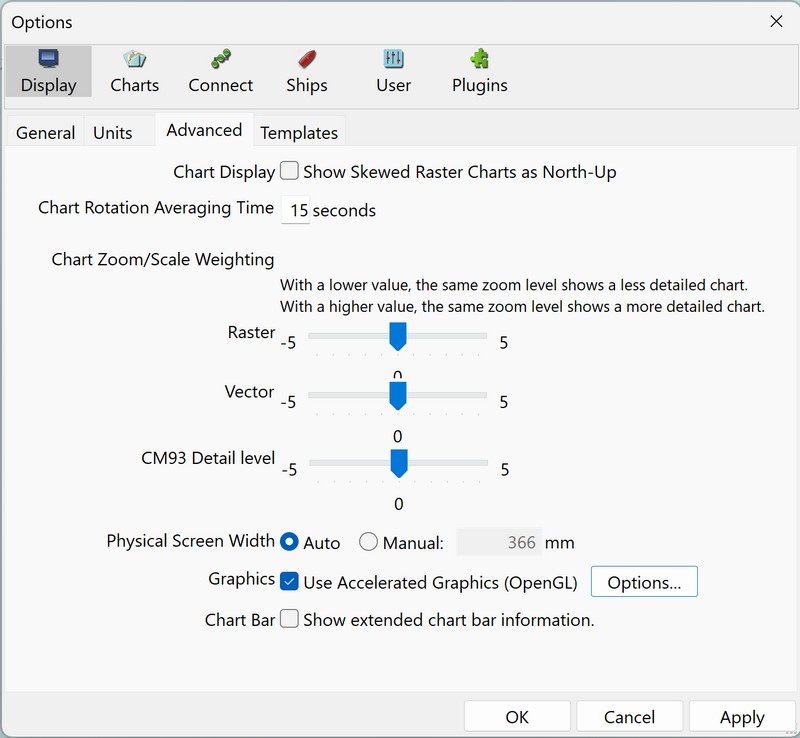 Options
Display Charts Connect Ships User Plugins
General Units Advanced Templates
Chart Display Show Skewed Raster Charts as North-Up
Chart Rotation Averaging Time 15 seconds
Chart Zoom/Scale Weighting
With a lower value, the same zoom level shows a less detailed chart.
With a higher value, the same zoom level shows a more detailed chart.
Raster -5 5
0
Vector -5 5
0
CM93 Detail level -5 5
0
Physical Screen Width Auto Manual: 366 mm
Graphics Use Accelerated Graphics (OpenGL) Options...
Chart Bar Show extended chart bar information.
OK Cancel Apply